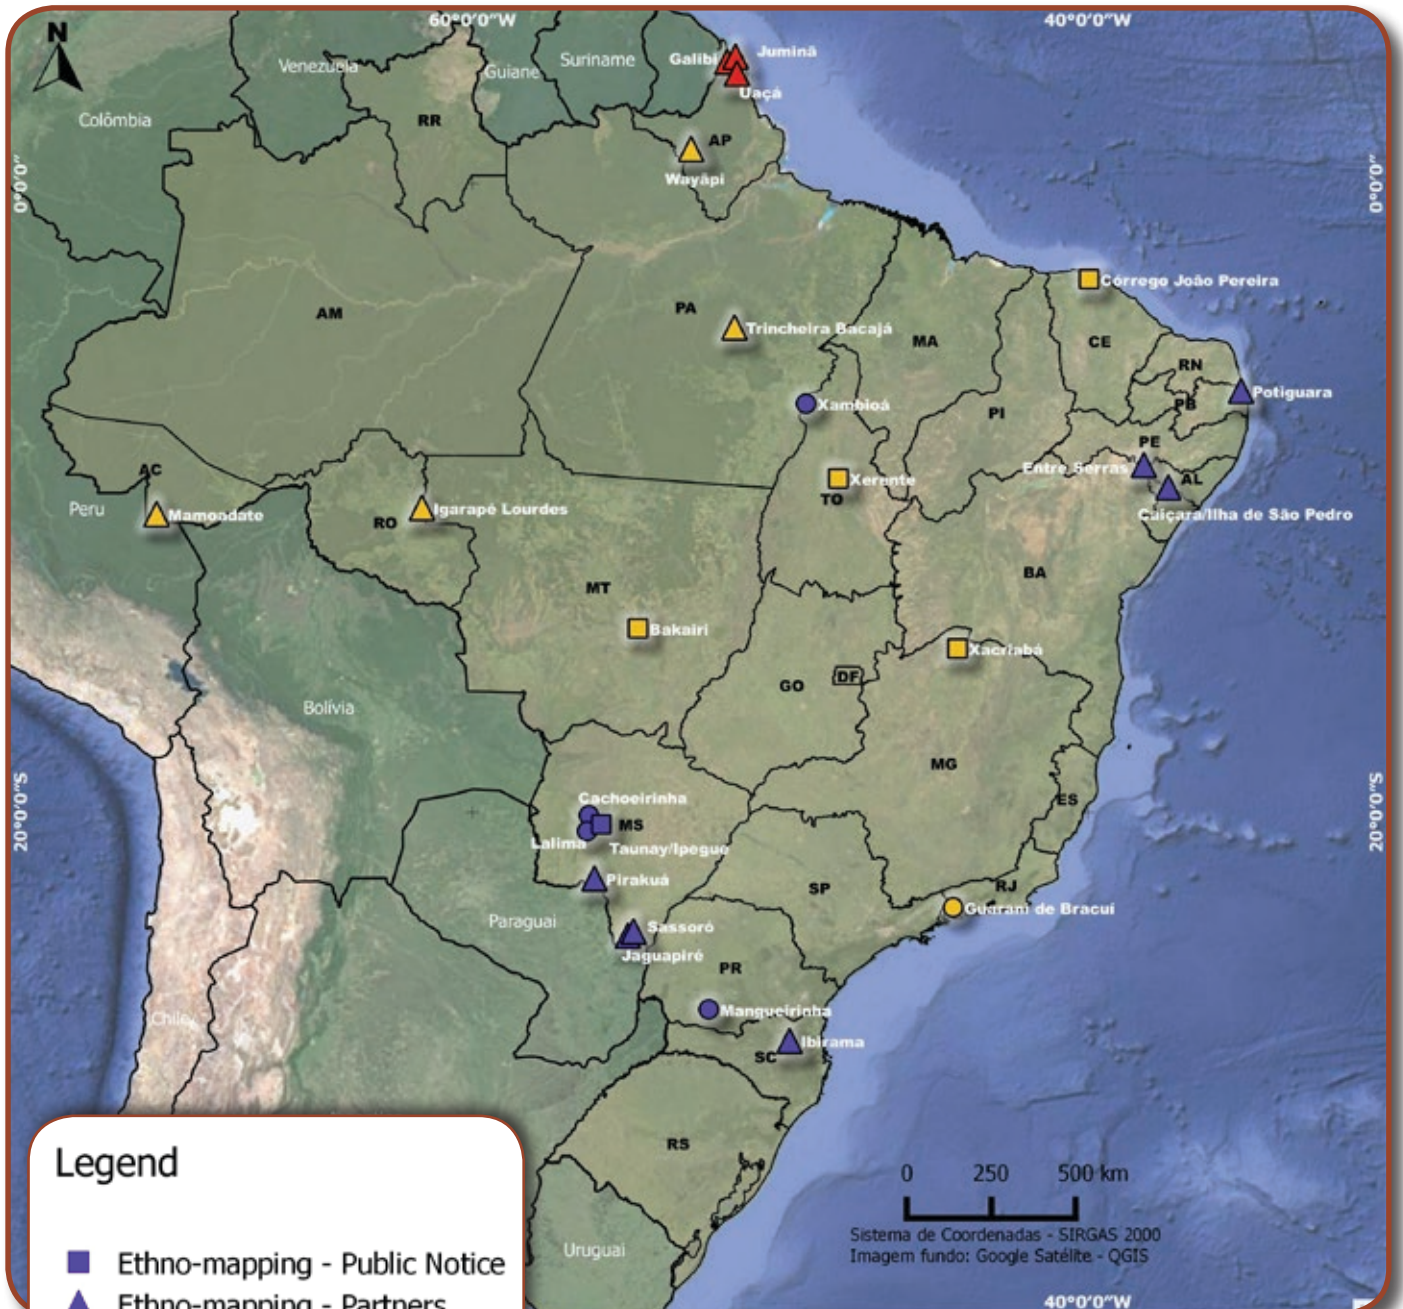 60°0'0"W
40°0'0"W
N
Venezuela
Guiane
Suriname
Galibi
Juminã
Uaçá
Colômbia
RR
AP
Wayãpi
0°0'0"
0°0'0"
Córrego João Pereira
AM
PA
Trincheira Bacajá
MA
CE
RN
Potiguara
PB
Xambioá
PI
PE
Entre Serras
AL
Caiçara/Ilha de São Pedro
AC
Peru
Mamoadate
RO
Igarapé Lourdes
Xerente
TO
BA
MT
Bakairi
Xacriabá
GO
DF
Bolívia
MG
20°0'0"S
20°0'0"S
ES
Cachoeirinha
MS
Lalima
Taunay/Ipegue
Pirakuá
SP
RJ
Guarani de Bracuí
Paraguai
Sassoró
Jaguapiré
PR
Chile
Mangueirinha
Ibirama
SC
RS
Legend
0 250 500 km
Sistema de Coordenadas - SIRGAS 2000
Imagem fundo: Google Satélite - QGIS
Uruguai
Ethno-mapping - Public Notice
Ethno-mapping - Partners
40°0'0"W